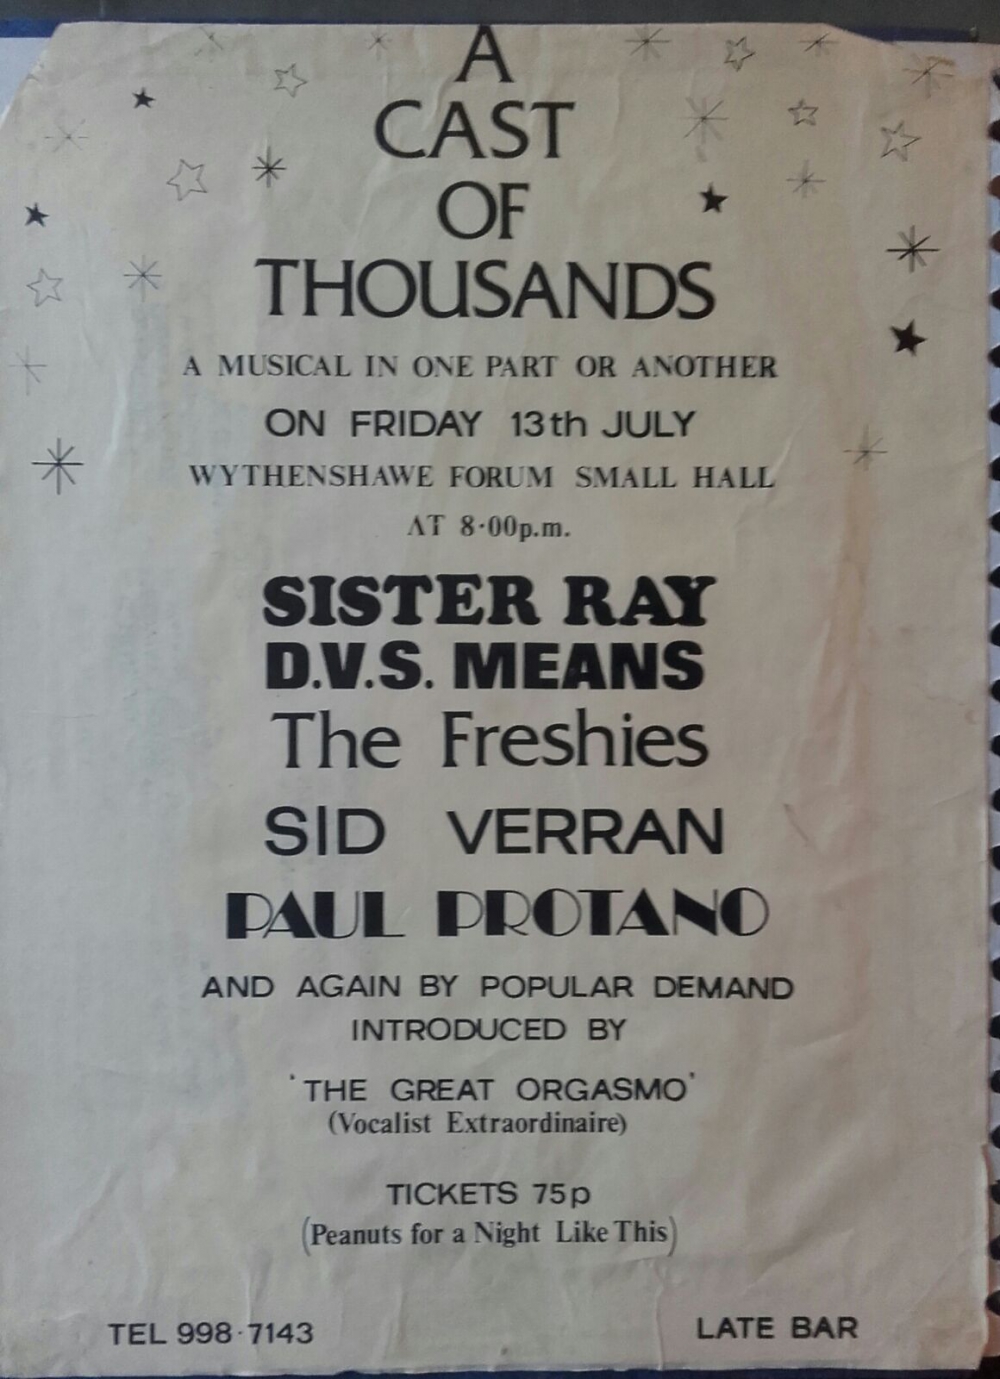 A
CAST
OF
THOUSANDS
A MUSICAL IN ONE PART OR ANOTHER
ON FRIDAY 13th JULY
WYTHENSHAWE FORUM SMALL HALL
AT 8·00p.m.
SISTER RAY
D.V.S. MEANS
The Freshies
SID VERRAN
PAUL PROTANO
AND AGAIN BY POPULAR DEMAND
INTRODUCED BY
'THE GREAT ORGASMO'
(Vocalist Extraordinaire)
TICKETS 75p
(Peanuts for a Night Like This)
TEL 998·7143
LATE BAR